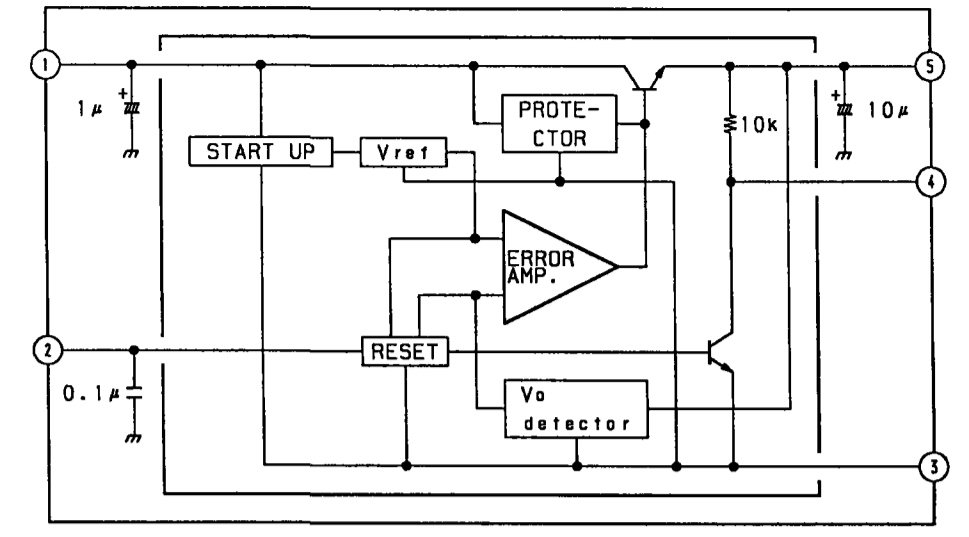 1
5
+
1μ
START UP
Vref
PROTE-
CTOR
10K
+
10μ
4
ERROR
AMP.
2
RESET
0.1μ
Vo
detector
3